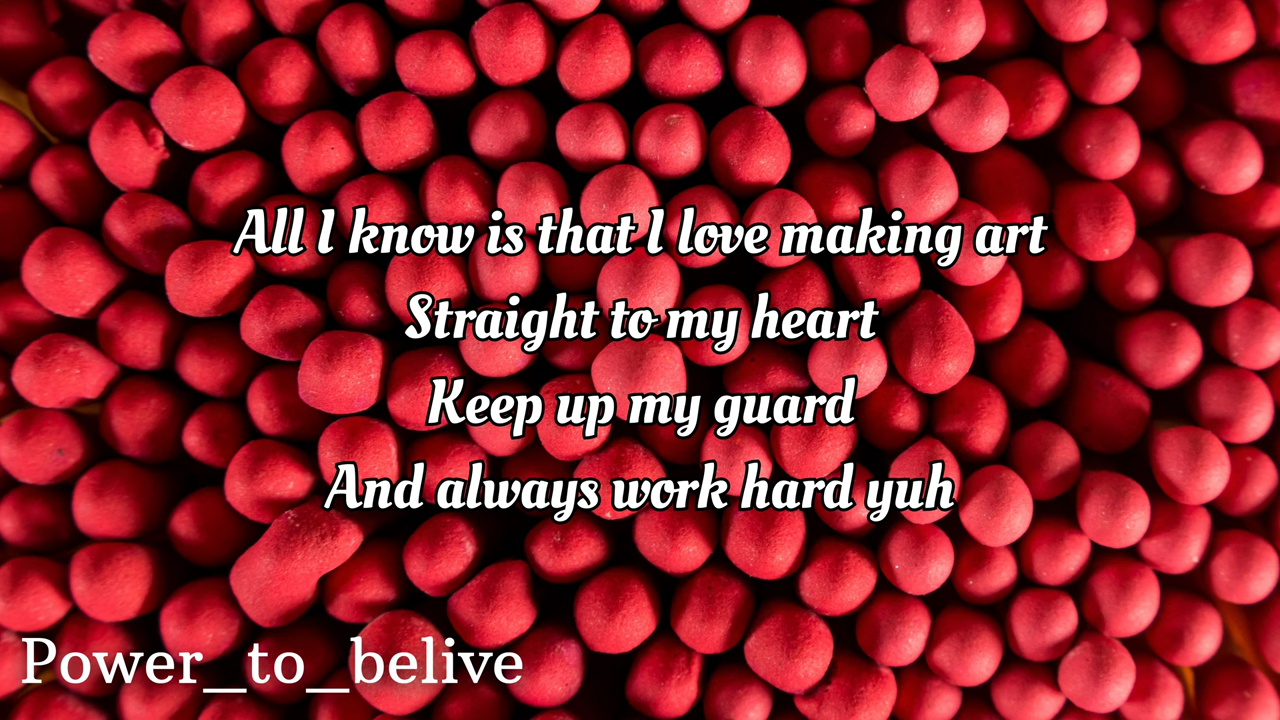 All I know is that I love making art
Straight to my heart
Keep up my guard
And always work hard yuh
Power_to_belive